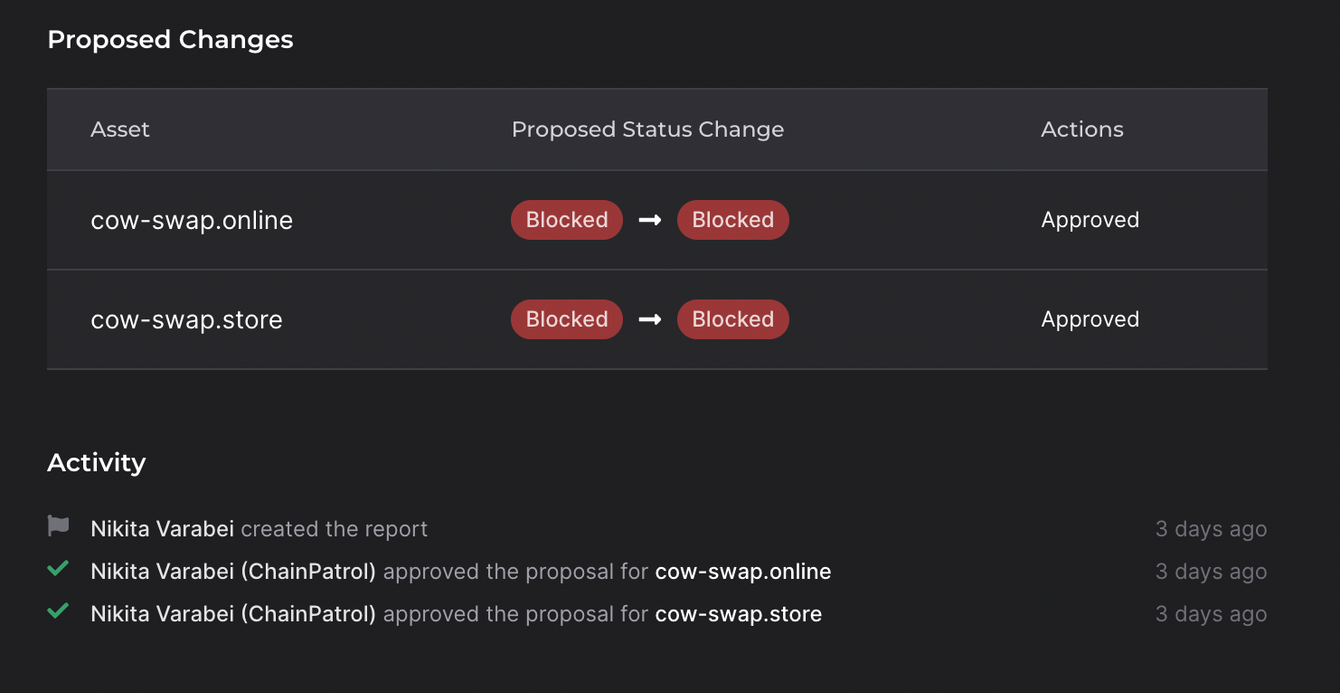 Proposed Changes
Asset Proposed Status Change Actions
cow-swap.online Blocked → Blocked Approved
cow-swap.store Blocked → Blocked Approved
Activity
Nikita Varabei created the report 3 days ago
Nikita Varabei (ChainPatrol) approved the proposal for cow-swap.online 3 days ago
Nikita Varabei (ChainPatrol) approved the proposal for cow-swap.store 3 days ago